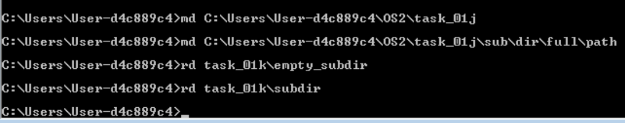 C:\Users\User-d4c889c4>md C:\Users\User-d4c889c4\OS2\task_01j
C:\Users\User-d4c889c4>md C:\Users\User-d4c889c4\OS2\task_01j\sub\dir\full\path
C:\Users\User-d4c889c4>rd task_01k\empty_subdir
C:\Users\User-d4c889c4>rd task_01k\subdir
C:\Users\User-d4c889c4>_